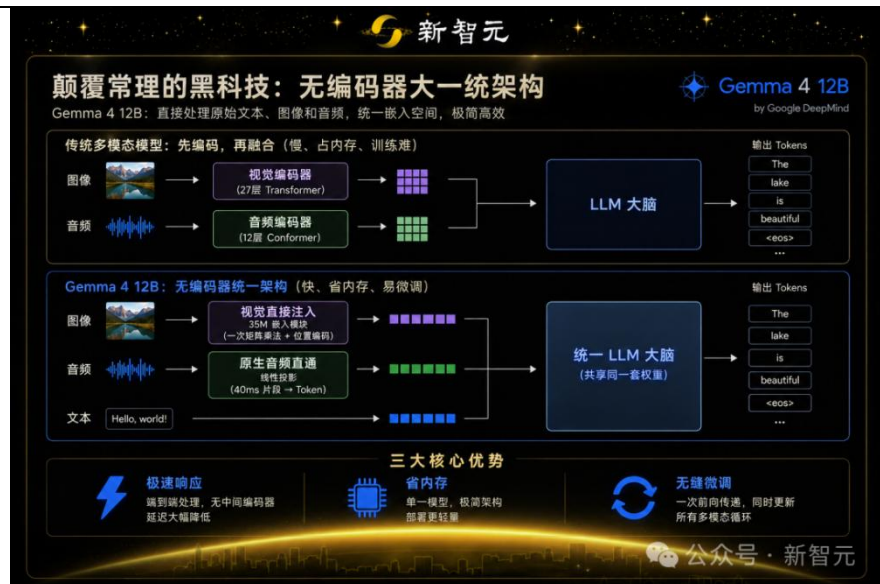 新智元
颠覆常理的黑科技：无编码器大一统架构
Gemma 4 12B：直接处理原始文本、图像和音频，统一嵌入空间，极简高效
Gemma 4 12B
by Google DeepMind
传统多模态模型：先编码，再融合（慢、占内存、训练难）
图像
视觉编码器
(27层 Transformer)
音频
音频编码器
(12层 Conformer)
LLM 大脑
输出 Tokens
The
lake
is
beautiful
<eos>
...
Gemma 4 12B：无编码器统一架构（快、省内存、易微调）
图像
视觉直接注入
35M 嵌入模块
(一次矩阵乘法 + 位置编码)
音频
原生音频直通
线性投影
(40ms 片段 → Token)
文本
Hello, world!
统一 LLM 大脑
(共享同一套权重)
输出 Tokens
The
lake
is
beautiful
<eos>
...
三大核心优势
极速响应
端到端处理，无中间编码器
延迟大幅降低
省内存
单一模型，极简架构
部署更轻量
无缝微调
一次前向传递，同时更新
所有多模态循环
公众号 · 新智元